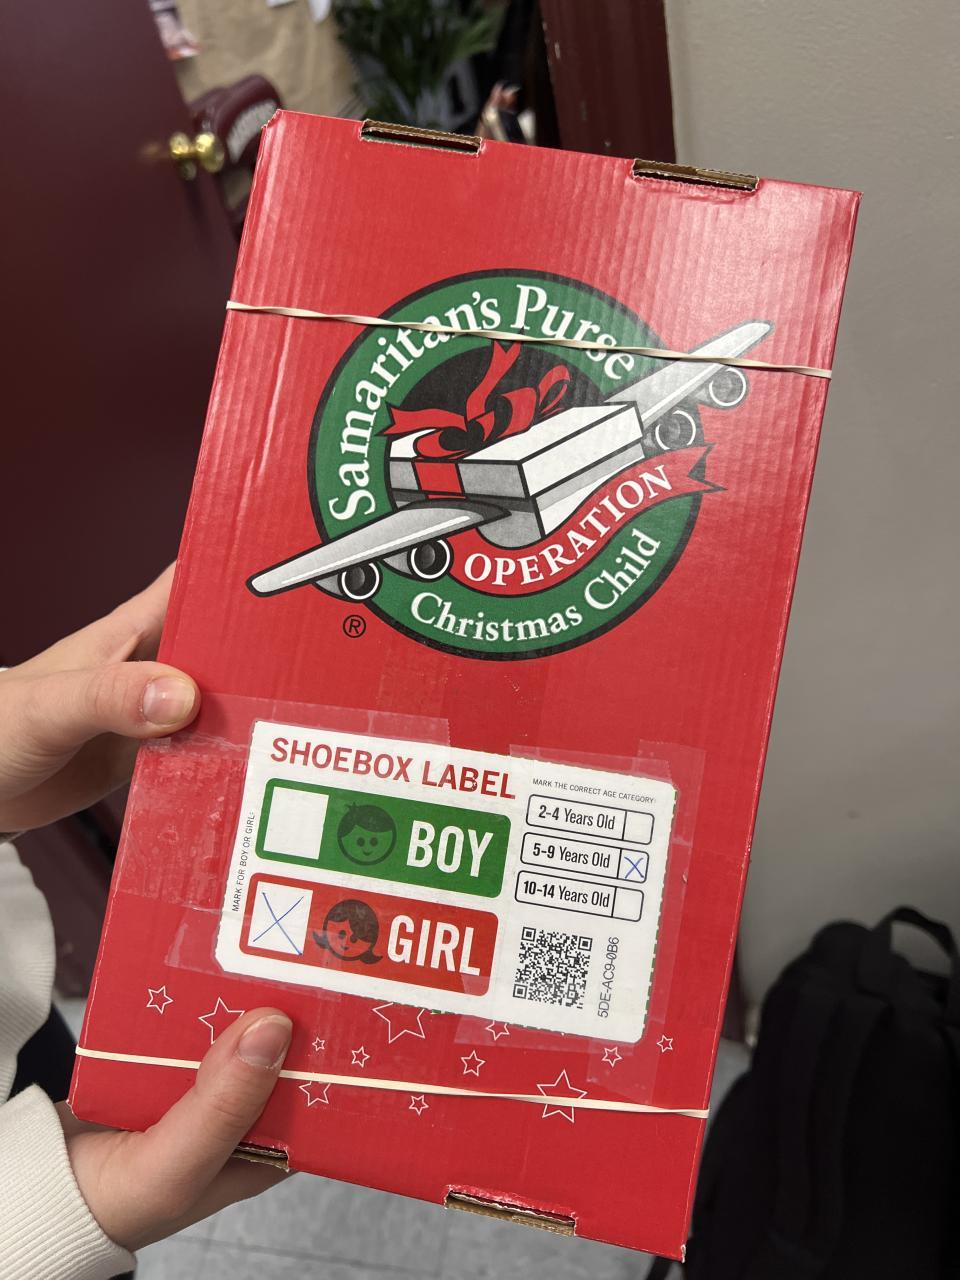 Samaritan's Purse
OPERATION
Christmas Child
®
SHOEBOX LABEL
MARK FOR BOY OR GIRL:
BOY
GIRL
MARK THE CORRECT AGE CATEGORY:
2-4 Years Old
5-9 Years Old X
10-14 Years Old
5DE-AC9-0B6